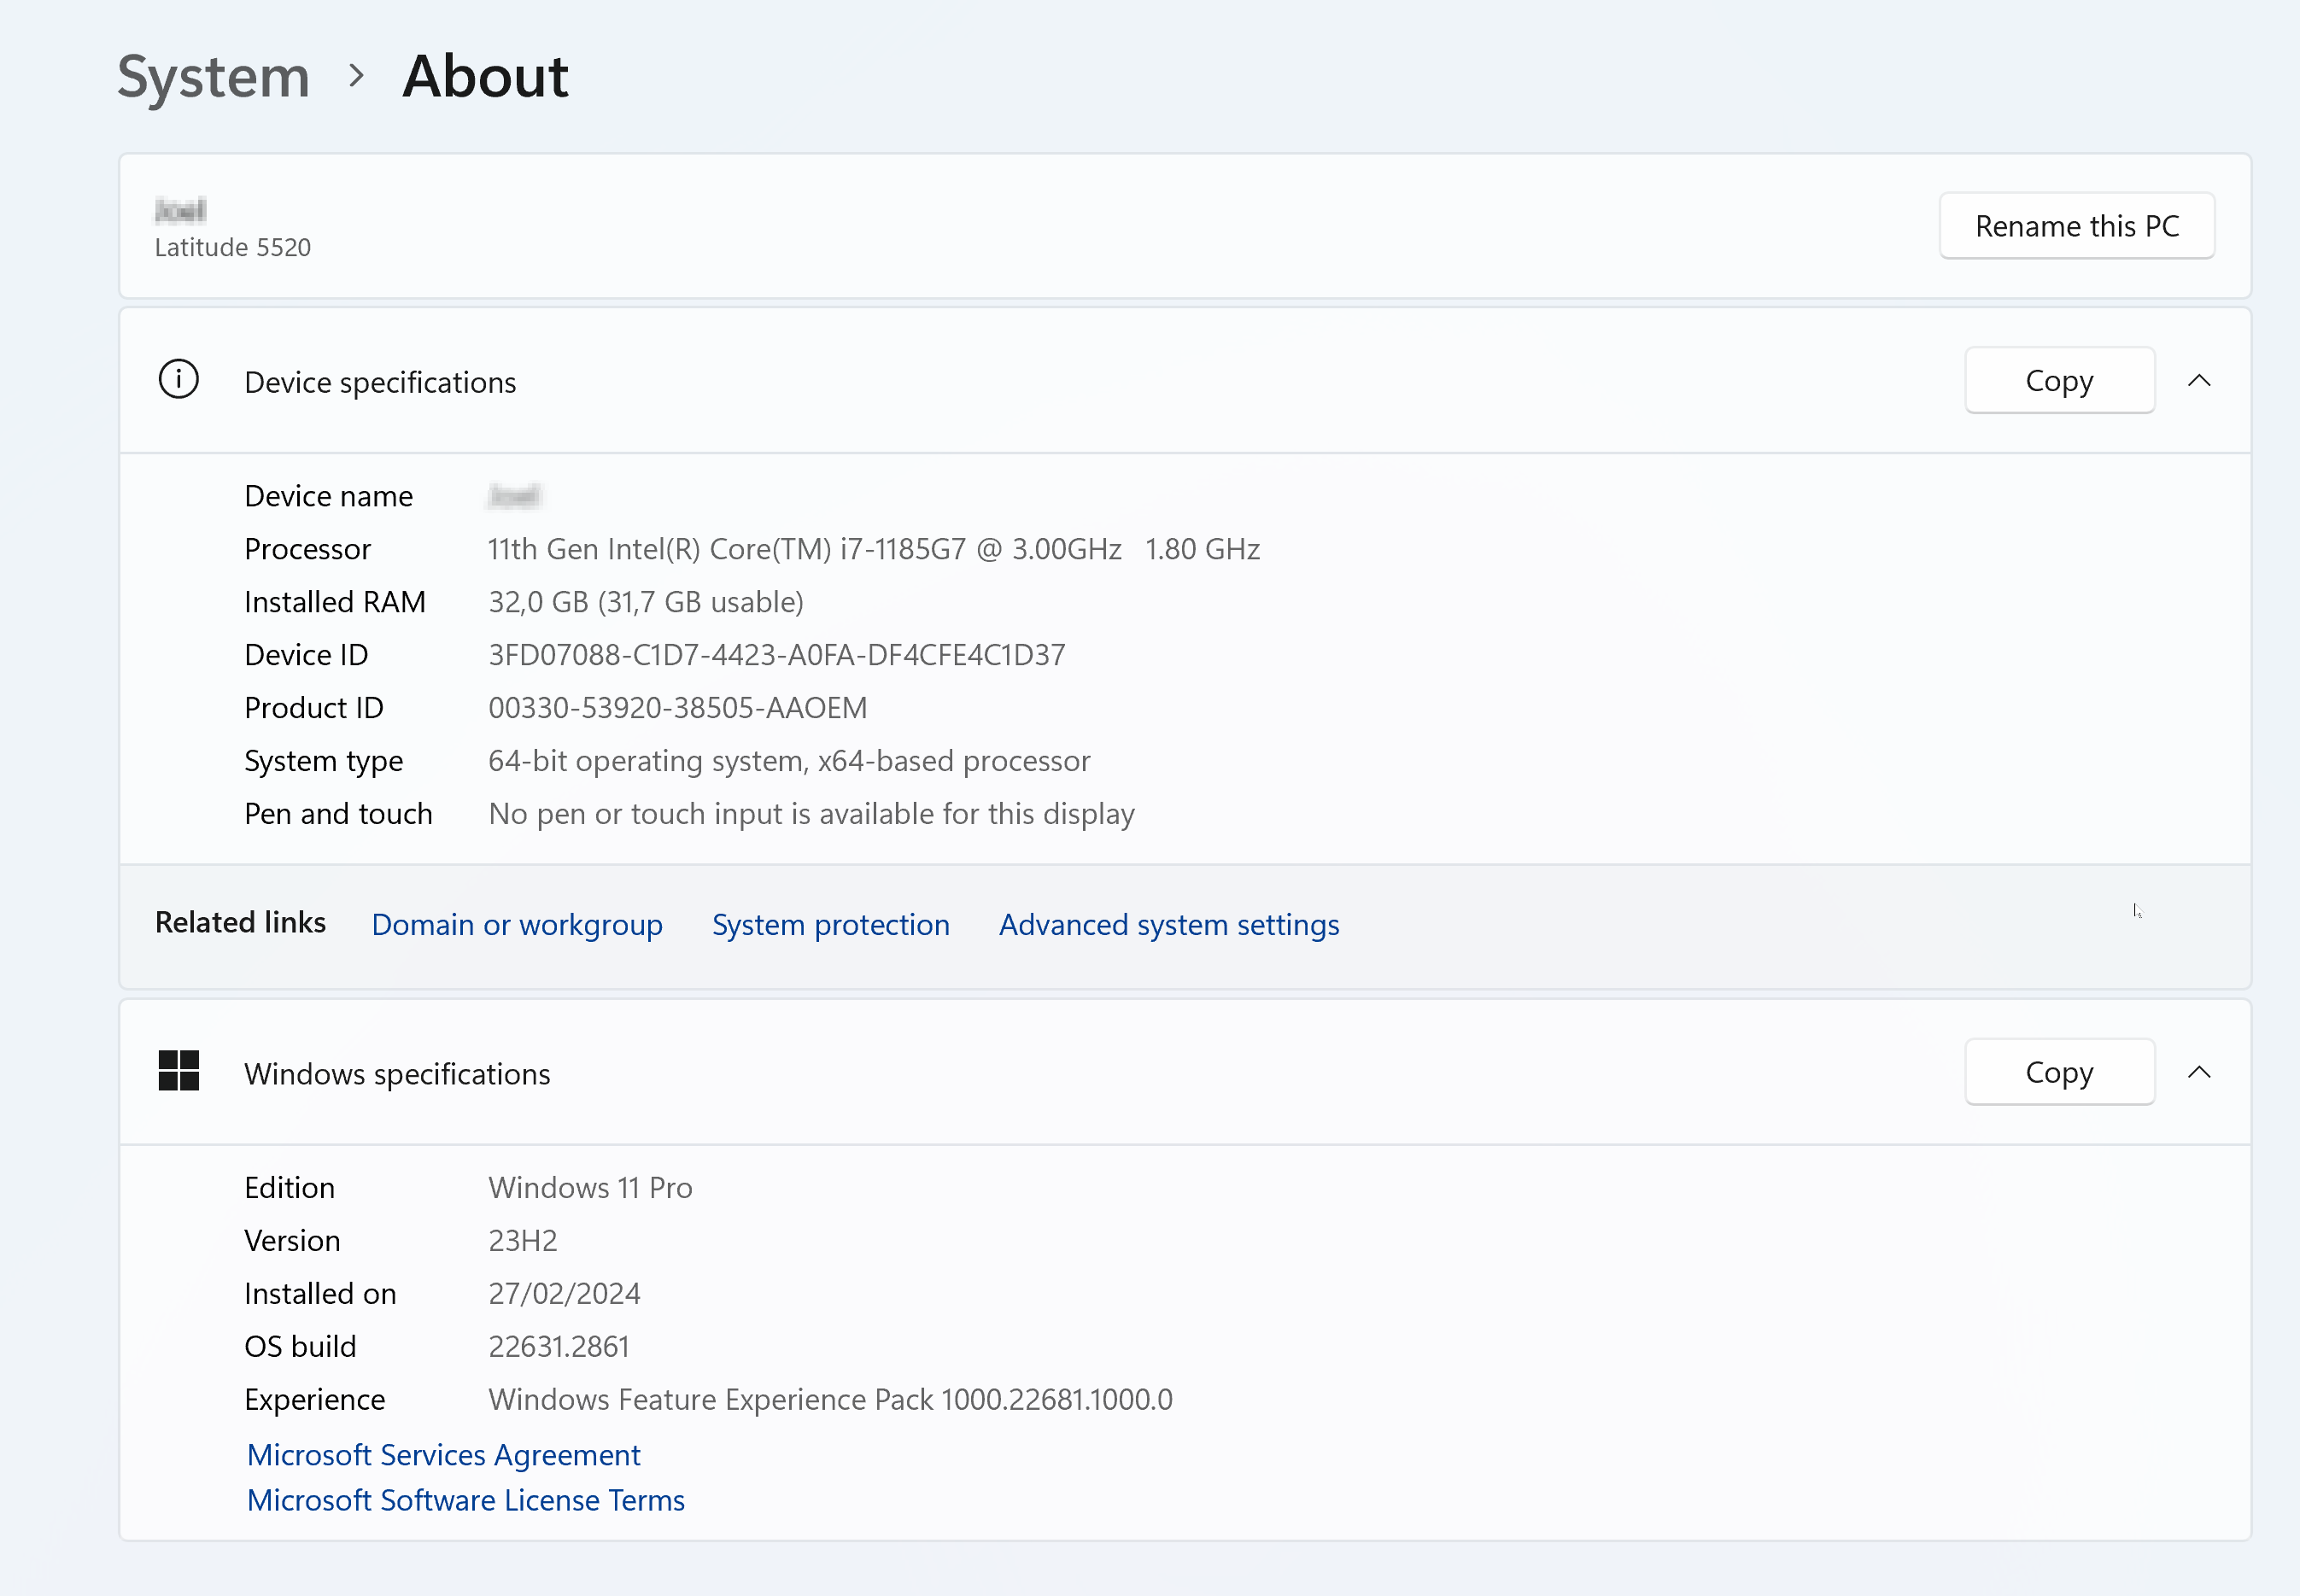 System > About
Latitude 5520
Rename this PC
Device specifications
Copy
Device name
Processor 11th Gen Intel(R) Core(TM) i7-1185G7 @ 3.00GHz 1.80 GHz
Installed RAM 32,0 GB (31,7 GB usable)
Device ID 3FD07088-C1D7-4423-A0FA-DF4CFE4C1D37
Product ID 00330-53920-38505-AAOEM
System type 64-bit operating system, x64-based processor
Pen and touch No pen or touch input is available for this display
Related links Domain or workgroup System protection Advanced system settings
Windows specifications
Copy
Edition Windows 11 Pro
Version 23H2
Installed on 27/02/2024
OS build 22631.2861
Experience Windows Feature Experience Pack 1000.22681.1000.0
Microsoft Services Agreement
Microsoft Software License Terms